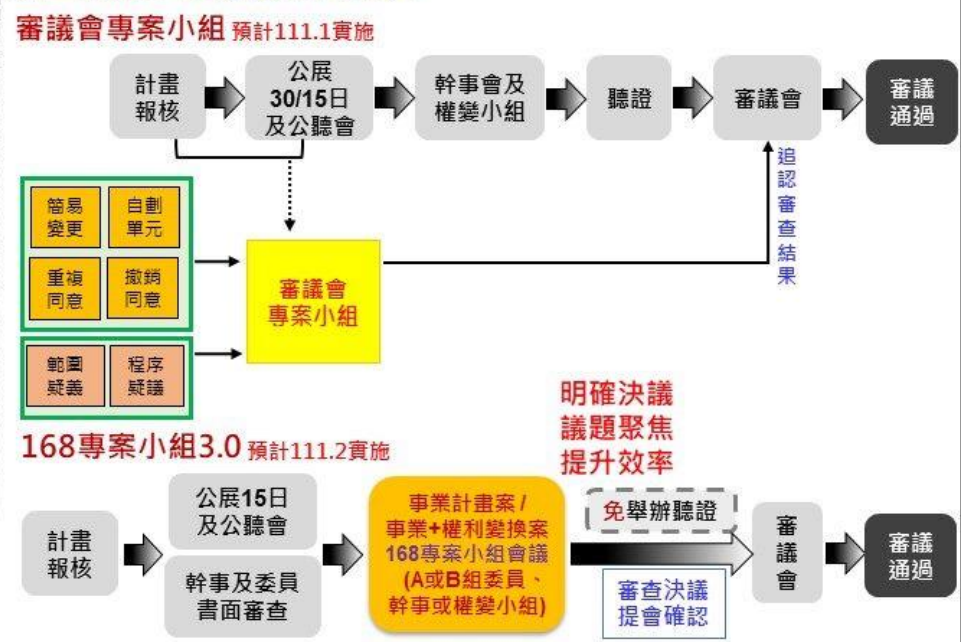 審議會專案小組 預計111.1實施
計畫
報核
公展
30/15日
及公聽會
幹事會及
權變小組
聽證
審議會
審議
通過
簡易
變更
自劃
單元
重複
同意
撤銷
同意
範圍
疑義
程序
疑議
審議會
專案小組
追認審查結果
168專案小組3.0 預計111.2實施
計畫
報核
公展15日
及公聽會
幹事及委員
書面審查
事業計畫案 /
事業+權利變換案
168專案小組會議
(A或B組委員、
幹事或權變小組)
明確決議
議題聚焦
提升效率
免舉辦聽證
審查決議
提會確認
審議會
審議
通過